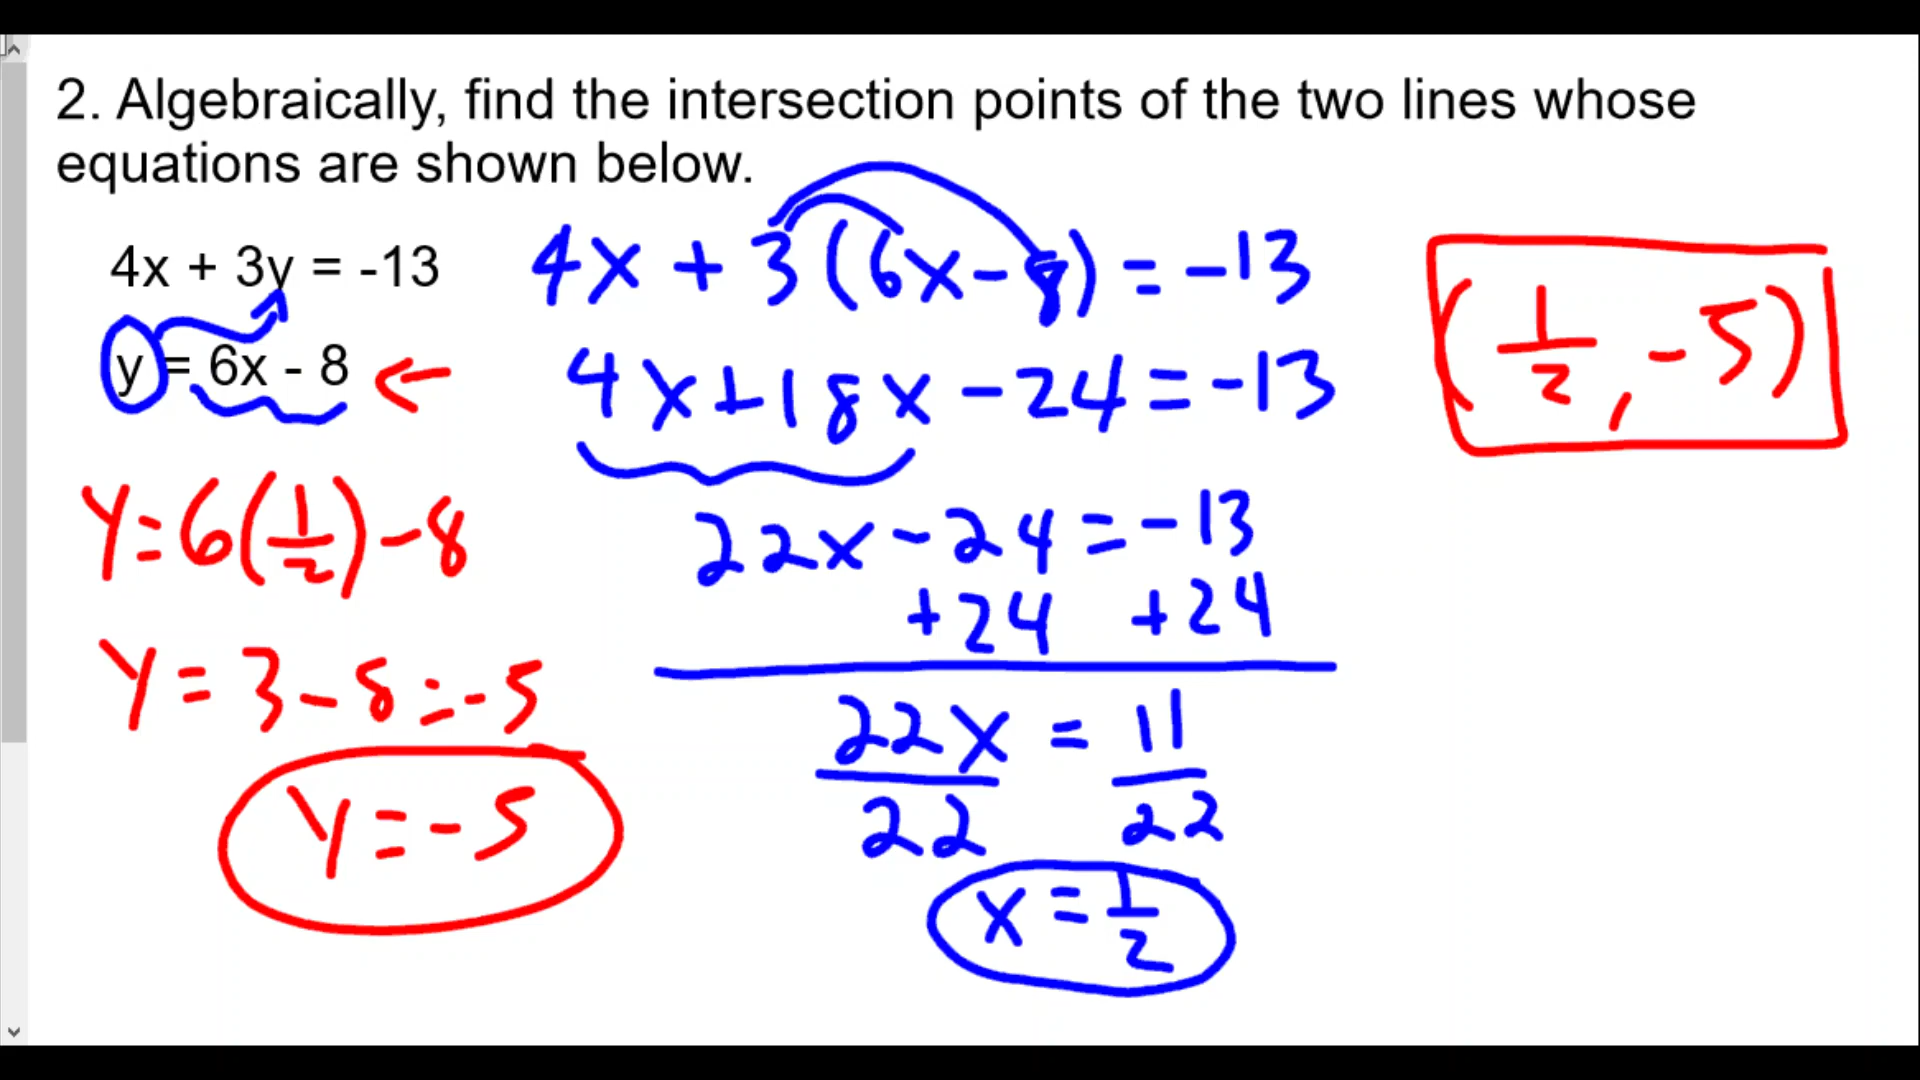 2. Algebraically, find the intersection points of the two lines whose
equations are shown below.
4x + 3y = -13
y = 6x - 8
y = 6(1/2) - 8
y = 3 - 8 = -5
y = -5
4x + 3(6x - 8) = -13
4x + 18x - 24 = -13
22x - 24 = -13
+24 +24
22x = 11
22 22
x = 1/2
(1/2, -5)